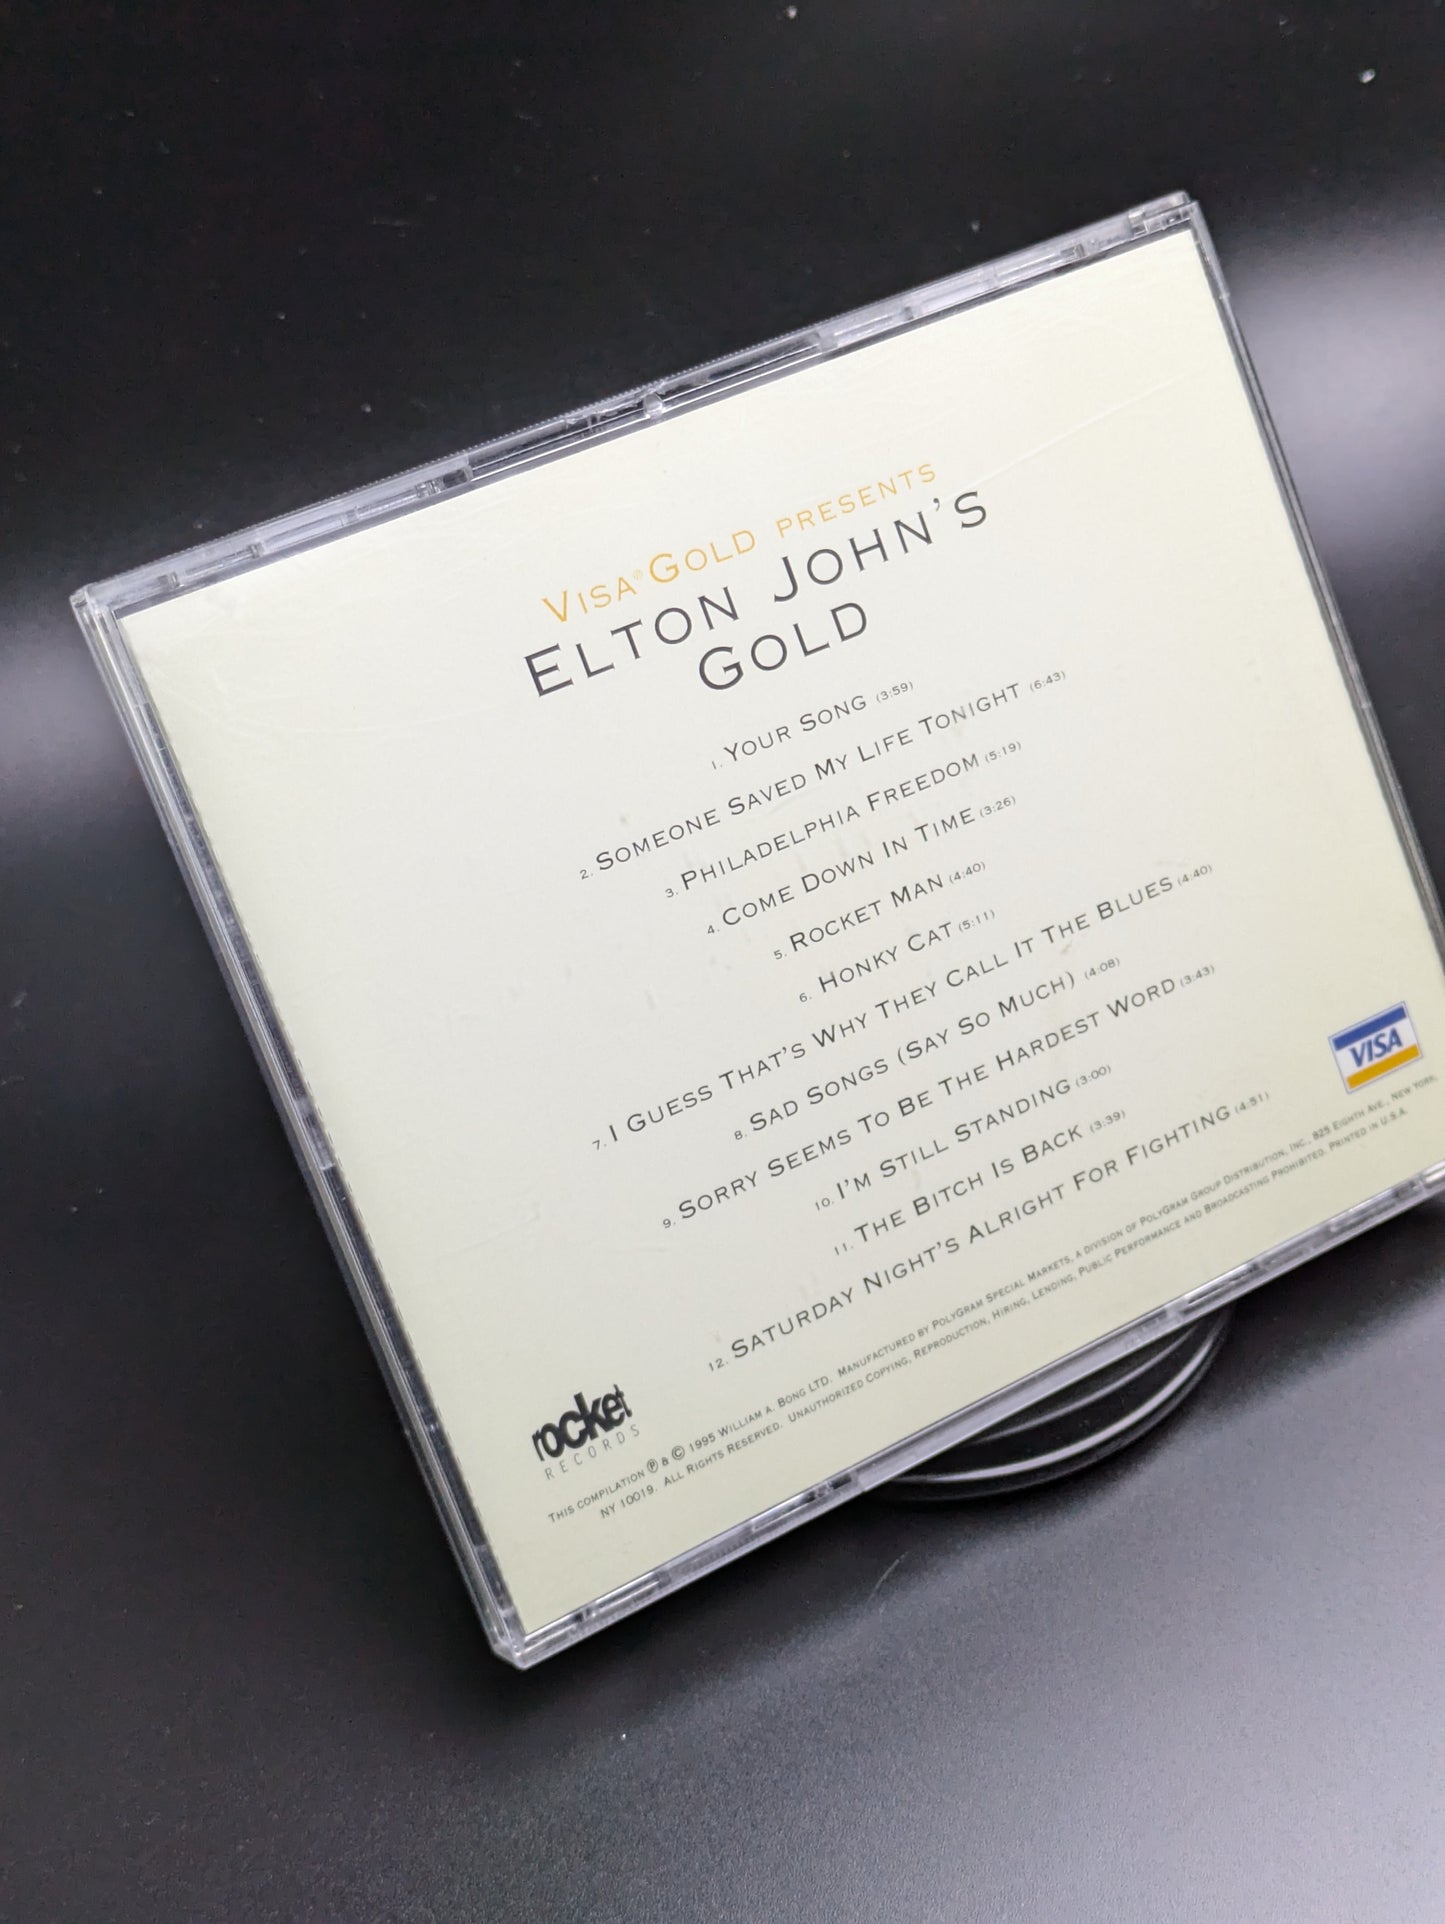 VISA® GOLD PRESENTS
ELTON JOHN'S
GOLD
1. YOUR SONG (3:59)
2. SOMEONE SAVED MY LIFE TONIGHT (6:43)
3. PHILADELPHIA FREEDOM (5:19)
4. COME DOWN IN TIME (3:26)
5. ROCKET MAN (4:40)
6. HONKY CAT (5:11)
7. I GUESS THAT'S WHY THEY CALL IT THE BLUES (4:40)
8. SAD SONGS (SAY SO MUCH) (4:08)
9. SORRY SEEMS TO BE THE HARDEST WORD (3:43)
10. I'M STILL STANDING (3:00)
11. THE BITCH IS BACK (3:39)
12. SATURDAY NIGHT'S ALRIGHT FOR FIGHTING (4:51)
VISA
rocket
RECORDS
THIS COMPILATION ℗ & © 1995 WILLIAM A. BONG LTD. MANUFACTURED BY POLYGRAM SPECIAL MARKETS, A DIVISION OF POLYGRAM GROUP DISTRIBUTION, INC., 825 EIGHTH AVE., NEW YORK,
NY 10019. ALL RIGHTS RESERVED. UNAUTHORIZED COPYING, REPRODUCTION, HIRING, LENDING, PUBLIC PERFORMANCE AND BROADCASTING PROHIBITED. PRINTED IN U.S.A.